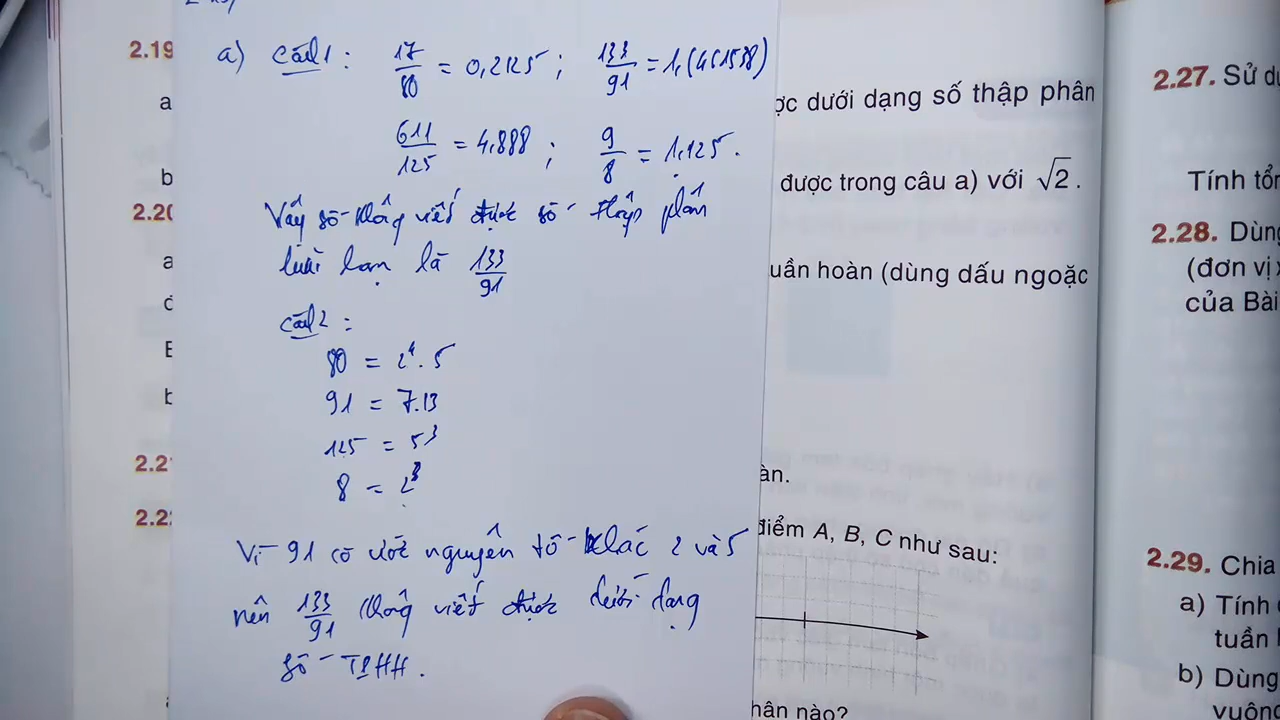 2.19
a) Câu 1 : 17/80 = 0,2125 ; 133/91 = 1,(461538)
a
ợc dưới dạng số thập phân
611/125 = 4,888 ; 9/8 = 1,125.
b
được trong câu a) với √2.
2.20
Vậy số không viết được số thập phân
a
hữu hạn là 133/91
uần hoàn (dùng dấu ngoặc
Câu 2 :
80 = 2⁴. 5
91 = 7.13
b
125 = 5³
2.21
8 = 2³
àn.
Vì 91 có ước nguyên tố khác 2 và 5
điểm A, B, C như sau:
nên 133/91 không viết được dưới dạng
số TPHH.
hân nào?
2.27. Sử dụ
Tính tổn
2.28. Dùng
(đơn vị x
của Bài
2.29. Chia
a) Tính
tuần
b) Dùng
vuông